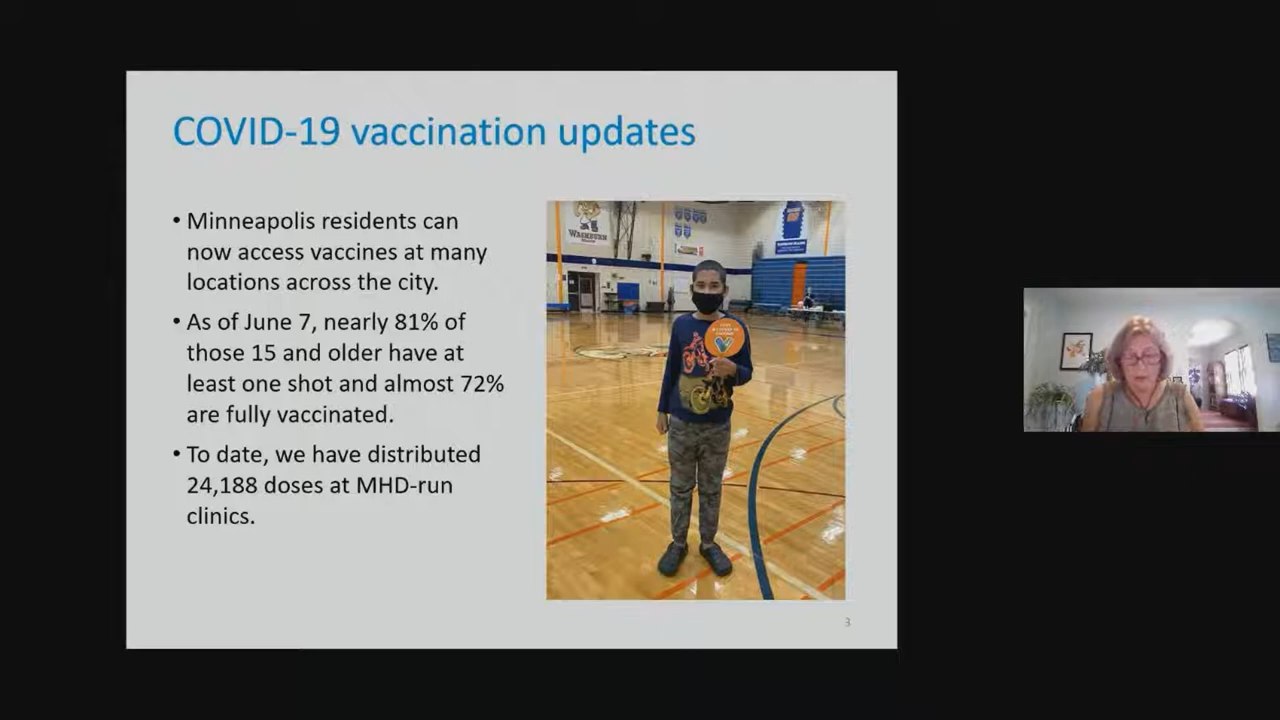 COVID-19 vaccination updates
• Minneapolis residents can
now access vaccines at many
locations across the city.
• As of June 7, nearly 81% of
those 15 and older have at
least one shot and almost 72%
are fully vaccinated.
• To date, we have distributed
24,188 doses at MHD-run
clinics.
WASHBURN
3